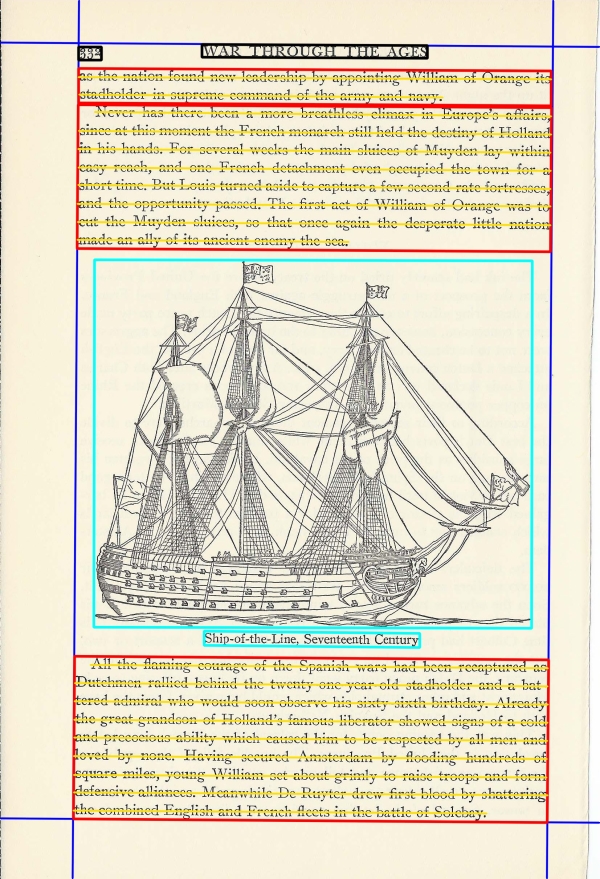 332 WAR THROUGH THE AGES
as the nation found new leadership by appointing William of Orange its
stadholder in supreme command of the army and navy.
Never has there been a more breathless climax in Europe's affairs,
since at this moment the French monarch still held the destiny of Holland
in his hands. For several weeks the main sluices of Muyden lay within
easy reach, and one French detachment even occupied the town for a
short time. But Louis turned aside to capture a few second-rate fortresses,
and the opportunity passed. The first act of William of Orange was to
cut the Muyden sluices, so that once again the desperate little nation
made an ally of its ancient enemy the sea.
Ship-of-the-Line, Seventeenth Century
All the flaming courage of the Spanish wars had been recaptured as
Dutchmen rallied behind the twenty-one-year-old stadholder and a bat-
tered admiral who would soon observe his sixty-sixth birthday. Already
the great-grandson of Holland's famous liberator showed signs of a cold
and precocious ability which caused him to be respected by all men and
loved by none. Having secured Amsterdam by flooding hundreds of
square miles, young William set about grimly to raise troops and form
defensive alliances. Meanwhile De Ruyter drew first blood by shattering
the combined English and French fleets in the battle of Solebay.